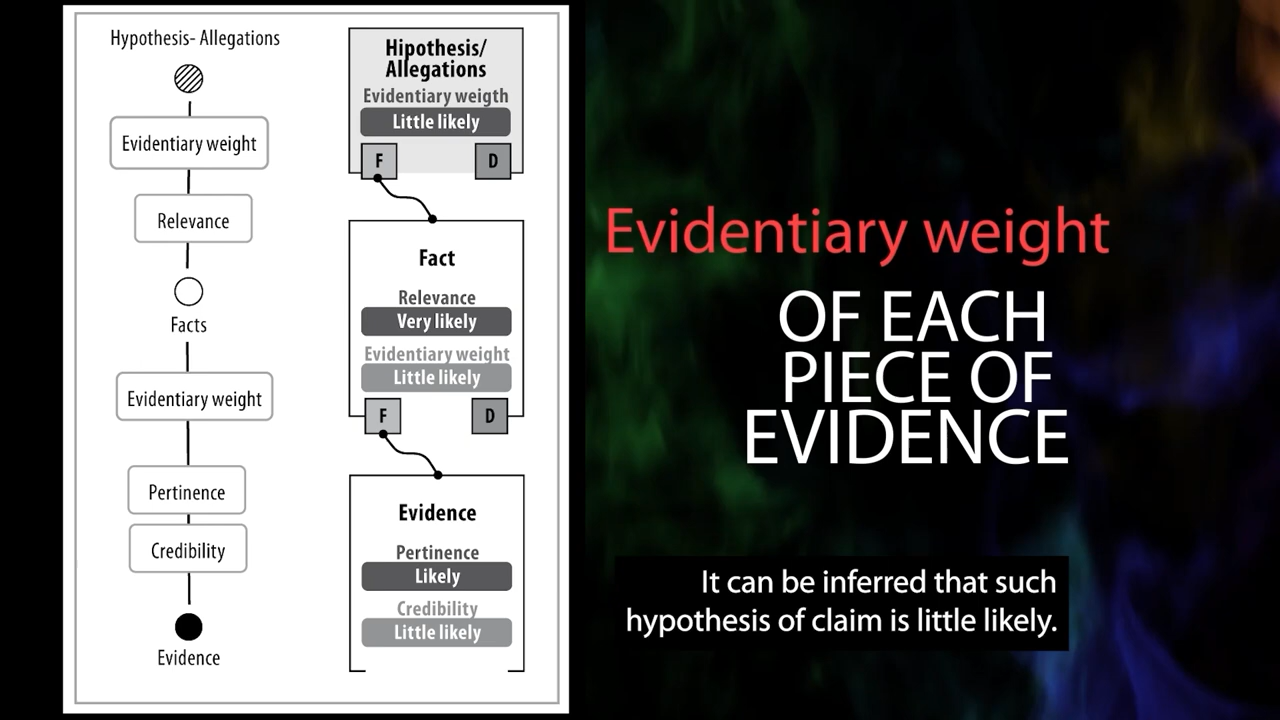 Hypothesis- Allegations
Evidentiary weight
Relevance
Facts
Evidentiary weight
Pertinence
Credibility
Evidence
Hipothesis/
Allegations
Evidentiary weigth
Little likely
F
D
Fact
Relevance
Very likely
Evidentiary weight
Little likely
F
D
Evidence
Pertinence
Likely
Credibility
Little likely
Evidentiary weight
OF EACH
PIECE OF
EVIDENCE
It can be inferred that such
hypothesis of claim is little likely.